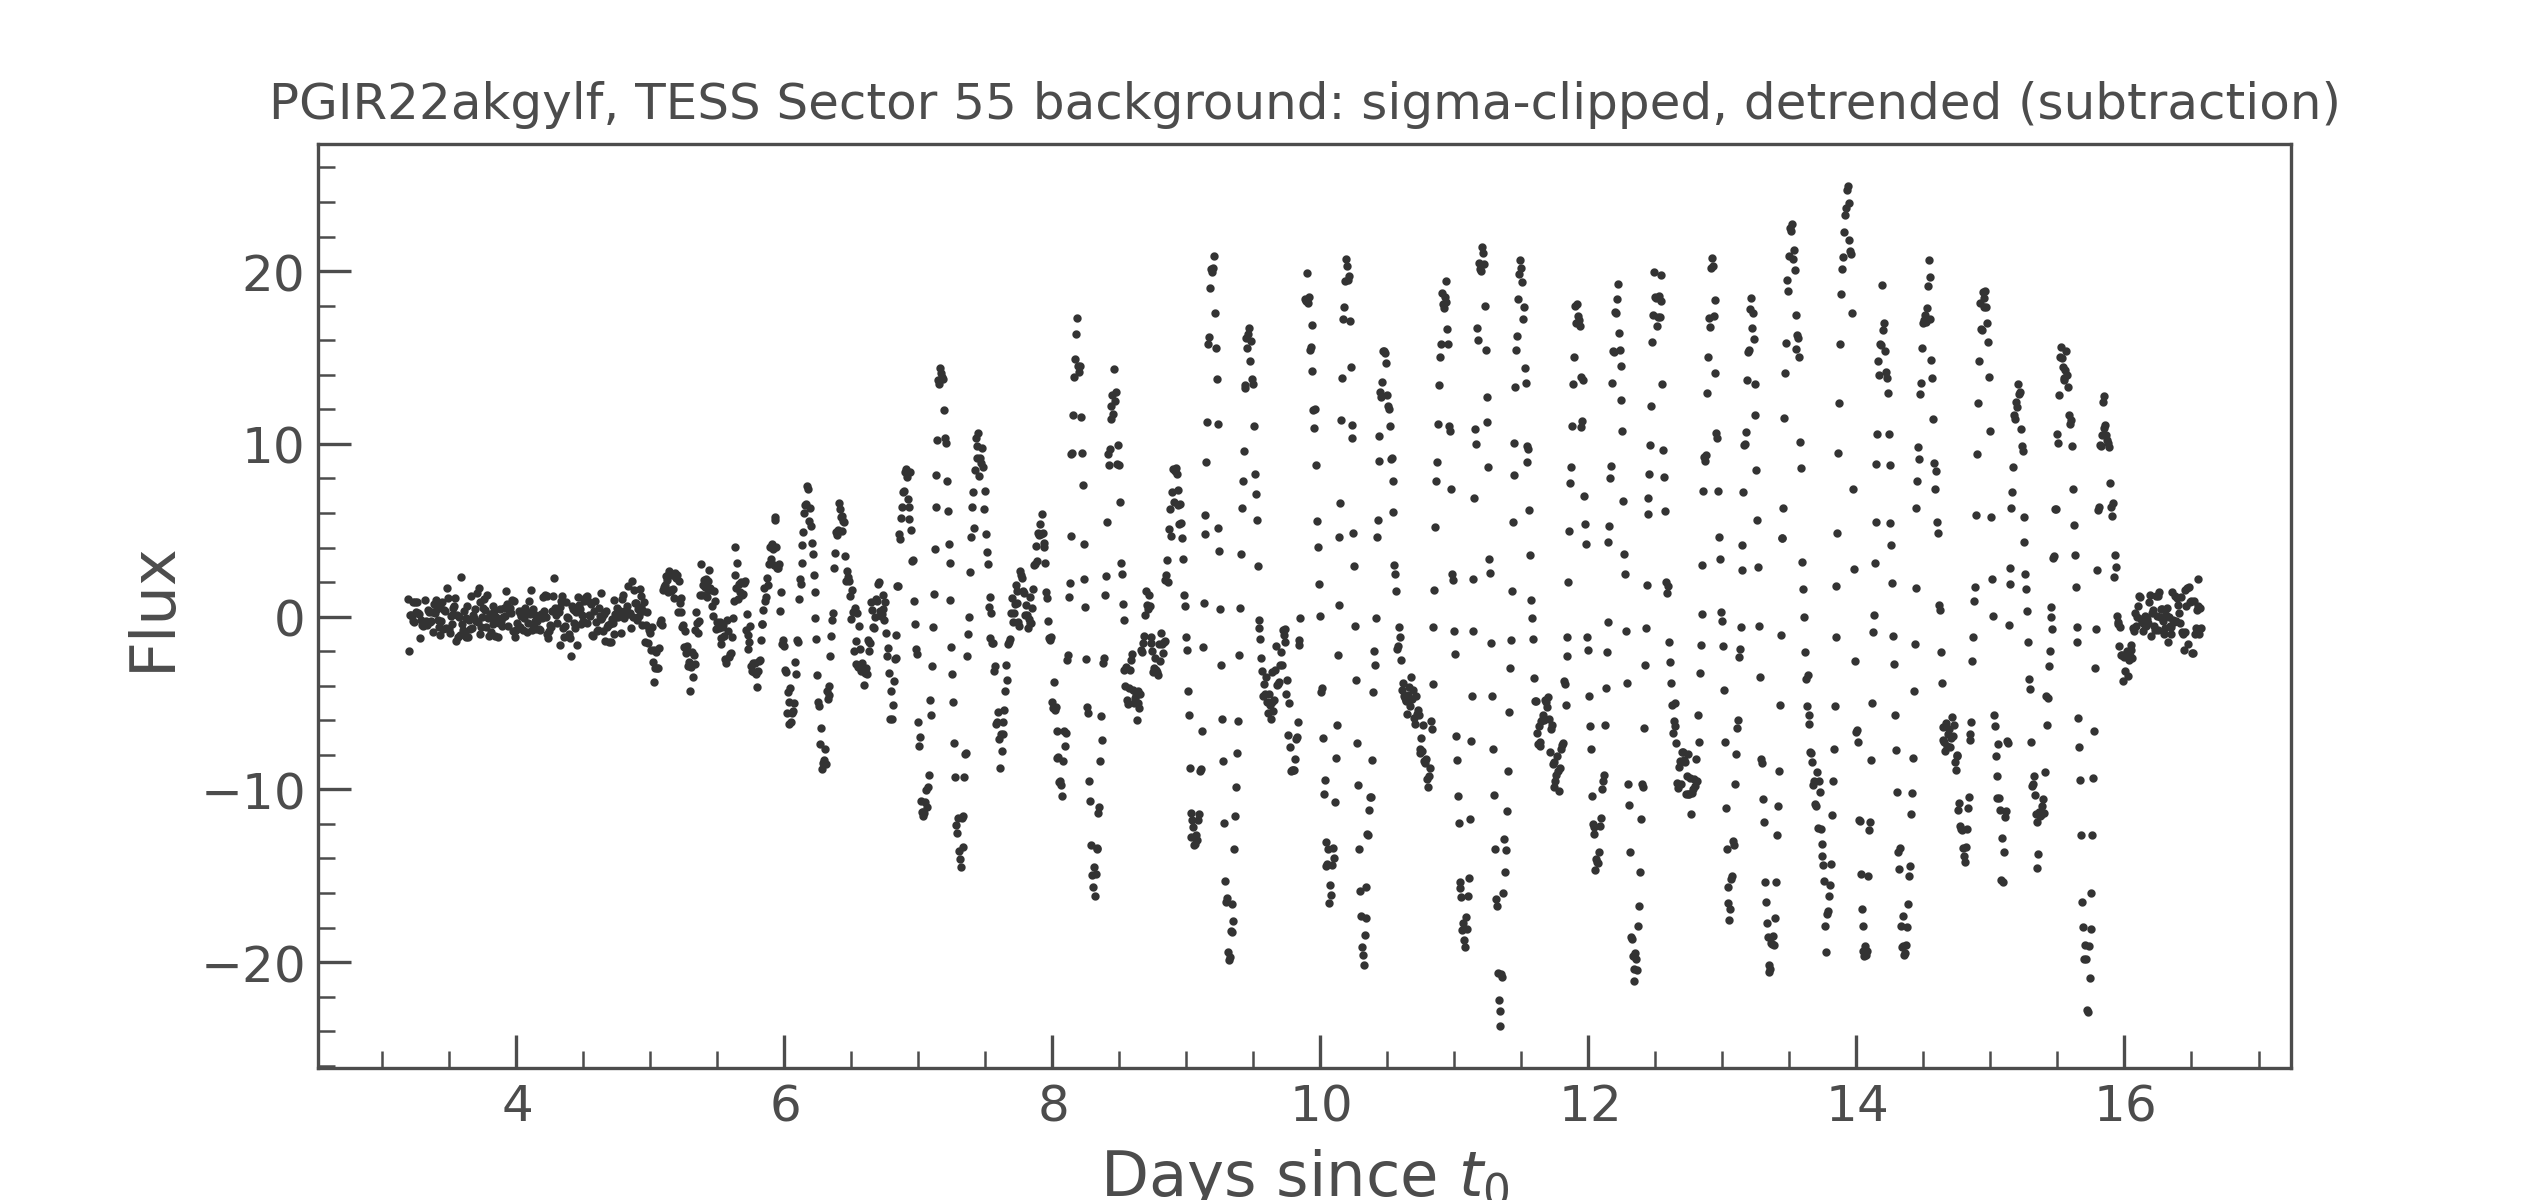 PGIR22akgylf, TESS Sector 55 background: sigma-clipped, detrended (subtraction)
Flux
20
10
0
−10
−20
4 6 8 10 12 14 16
Days since t₀